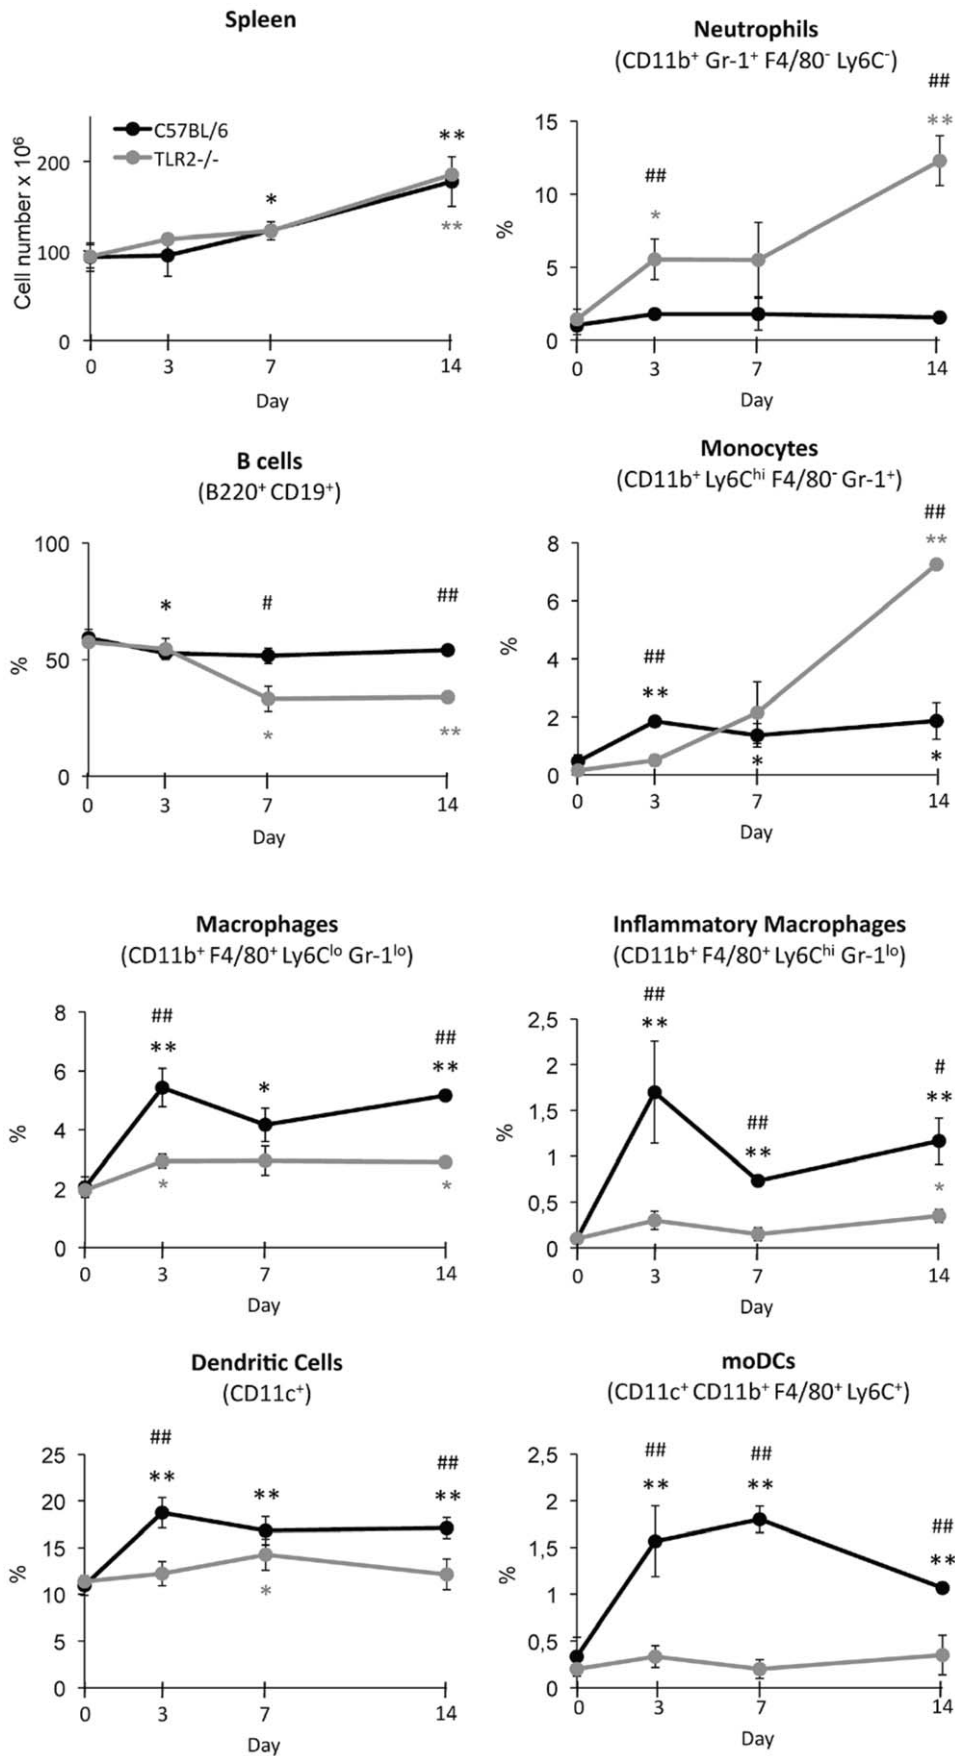 Spleen
Cell number x 10⁶
200
100
0
C57BL/6
TLR2-/-
*
**
**
0 3 7 14
Day
Neutrophils
(CD11b⁺ Gr-1⁺ F4/80⁻ Ly6C⁻)
%
15
10
5
0
##
*
##
**
0 3 7 14
Day
B cells
(B220⁺ CD19⁺)
%
100
50
0
*
#
*
##
**
0 3 7 14
Day
Monocytes
(CD11b⁺ Ly6Cʰⁱ F4/80⁻ Gr-1⁺)
%
8
6
4
2
0
##
**
*
##
**
*
0 3 7 14
Day
Macrophages
(CD11b⁺ F4/80⁺ Ly6Cˡᵒ Gr-1ˡᵒ)
%
8
6
4
2
0
##
**
*
*
##
**
*
0 3 7 14
Day
Inflammatory Macrophages
(CD11b⁺ F4/80⁺ Ly6Cʰⁱ Gr-1ˡᵒ)
%
2,5
2
1,5
1
0,5
0
##
**
##
**
#
**
*
0 3 7 14
Day
Dendritic Cells
(CD11c⁺)
%
25
20
15
10
5
0
##
**
**
*
##
**
0 3 7 14
Day
moDCs
(CD11c⁺ CD11b⁺ F4/80⁺ Ly6C⁺)
%
2,5
2
1,5
1
0,5
0
##
**
##
**
##
**
0 3 7 14
Day